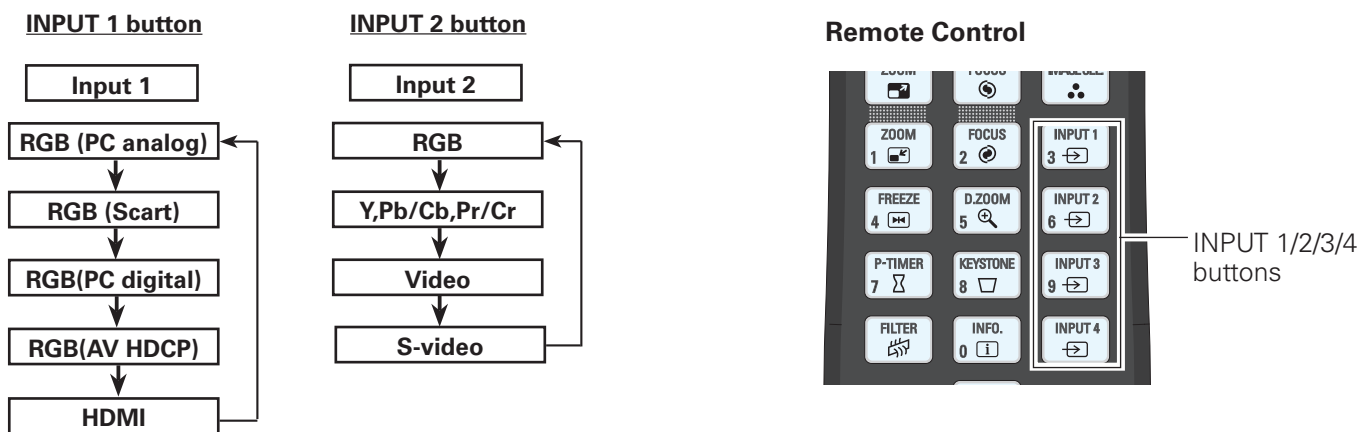 INPUT 1 button
Input 1
RGB (PC analog)
RGB (Scart)
RGB(PC digital)
RGB(AV HDCP)
HDMI
INPUT 2 button
Input 2
RGB
Y,Pb/Cb,Pr/Cr
Video
S-video
Remote Control
ZOOM
FOCUS
ZOOM
1
FOCUS
2
INPUT 1
3
FREEZE
4
D.ZOOM
5
INPUT 2
6
P-TIMER
7
KEYSTONE
8
INPUT 3
9
FILTER
INFO.
0 i
INPUT 4
INPUT 1/2/3/4
buttons